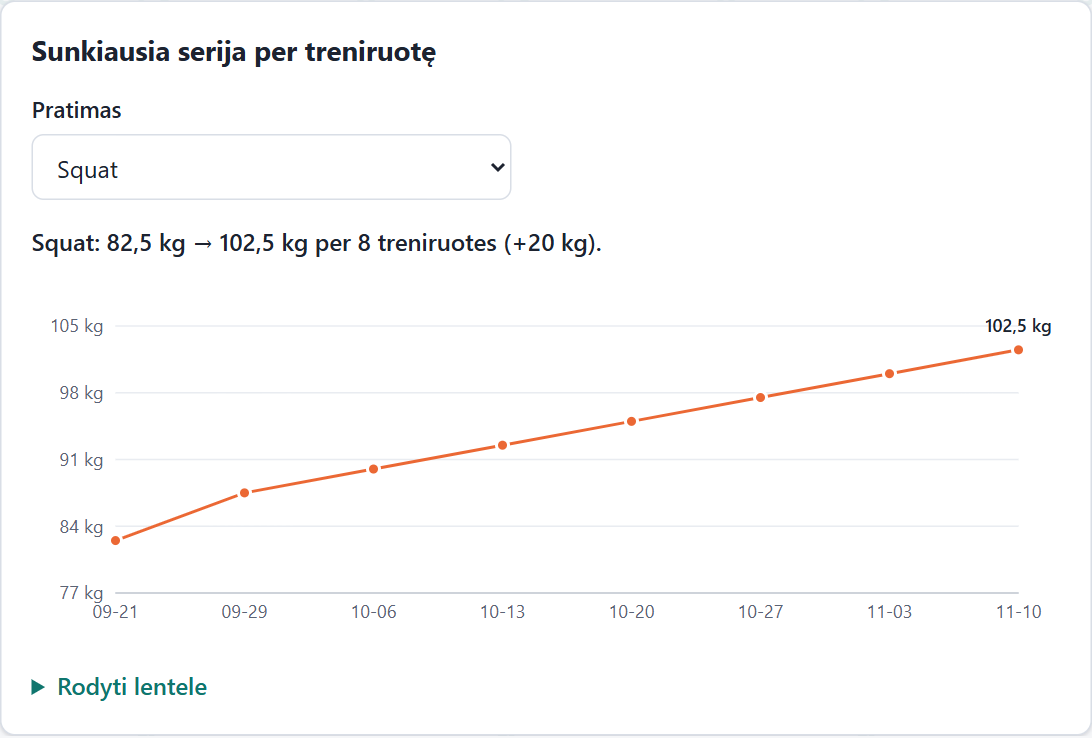 Sunkiausia serija per treniruotę
Pratimas
Squat
Squat: 82,5 kg → 102,5 kg per 8 treniruotes (+20 kg).
105 kg
102,5 kg
98 kg
91 kg
84 kg
77 kg
09-21 09-29 10-06 10-13 10-20 10-27 11-03 11-10
▶ Rodyti lentele